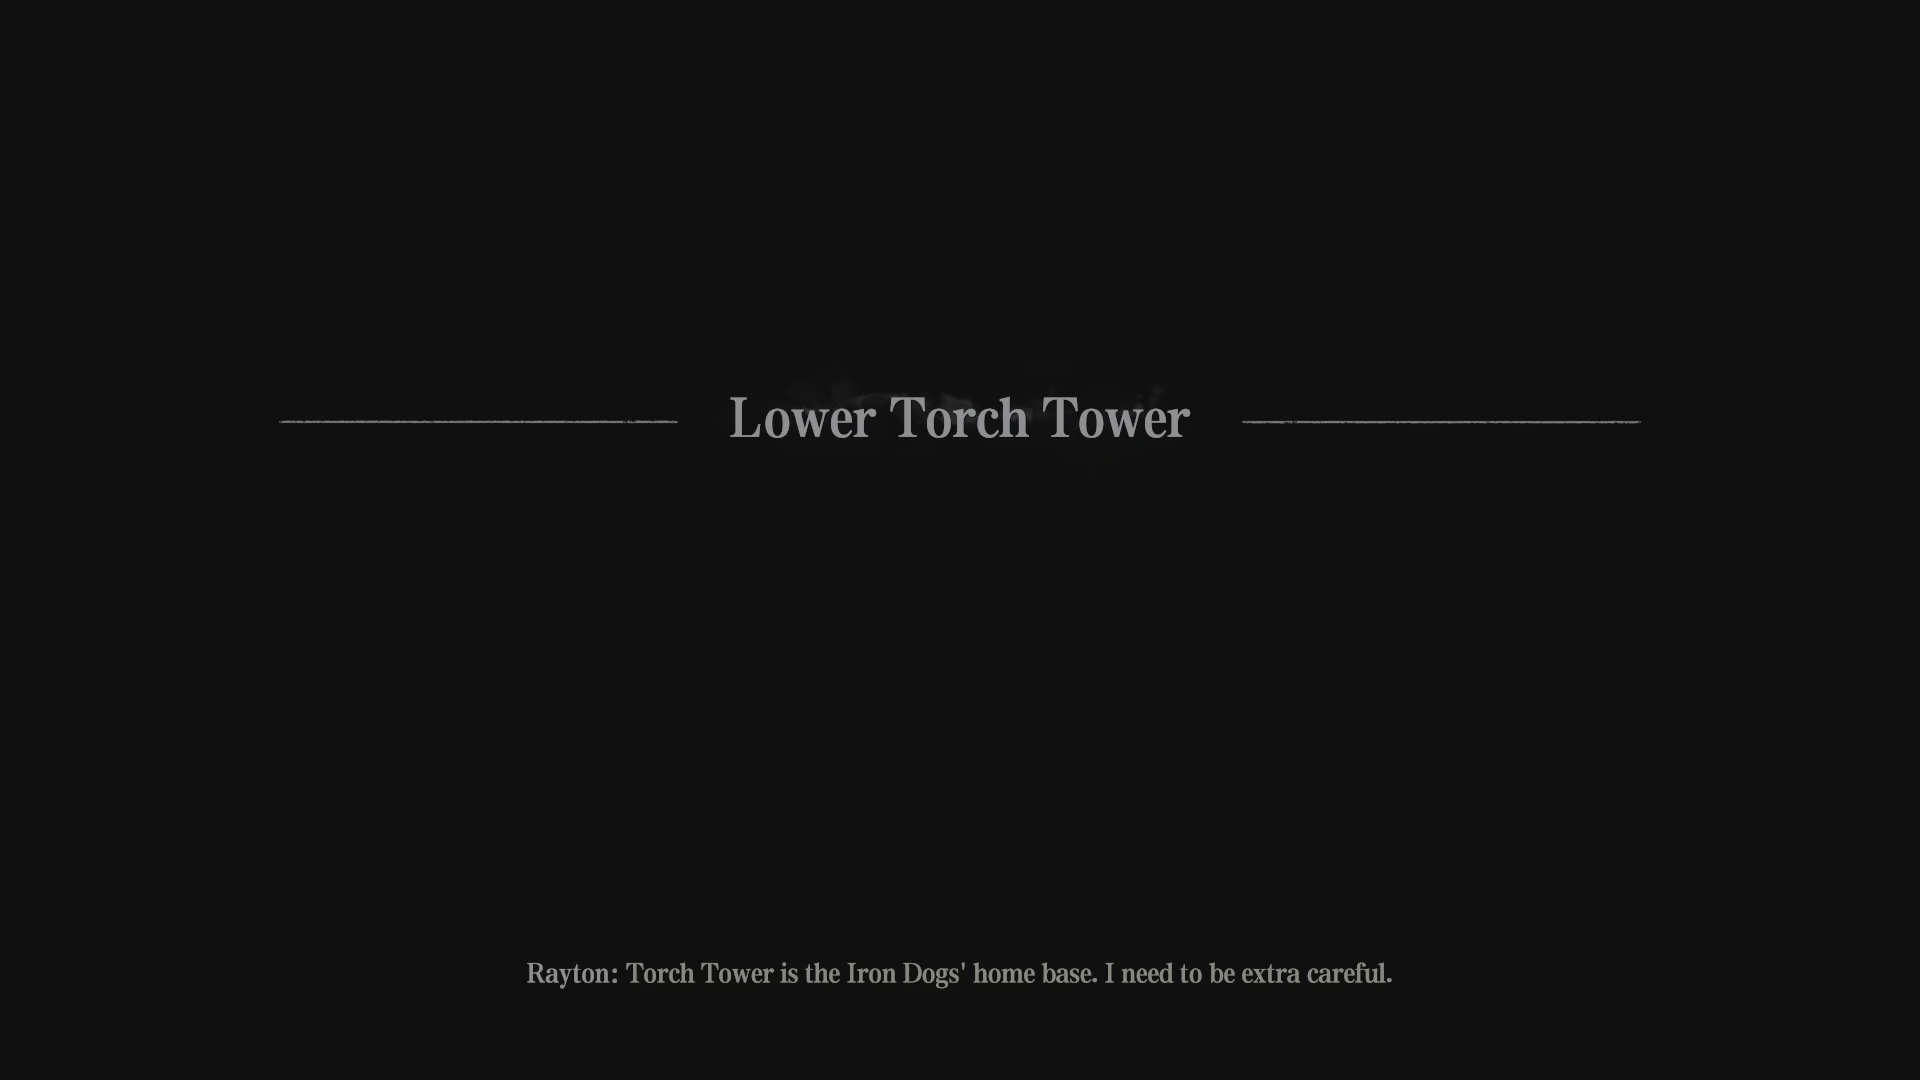 Lower Torch Tower
Rayton: Torch Tower is the Iron Dogs' home base. I need to be extra careful.